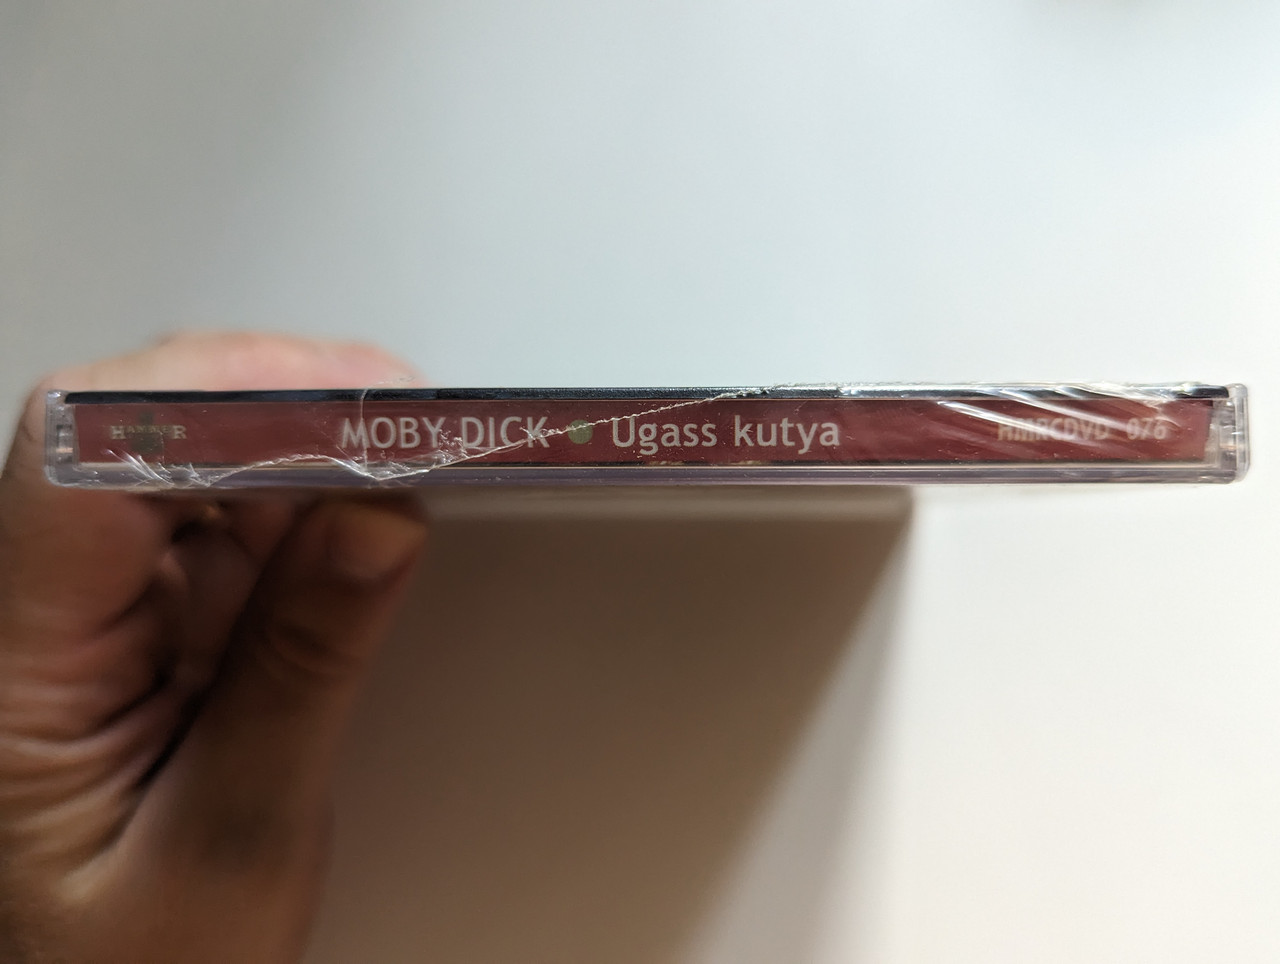 HAMMER MOBY DICK • Ugass kutya HMRCDVD 076